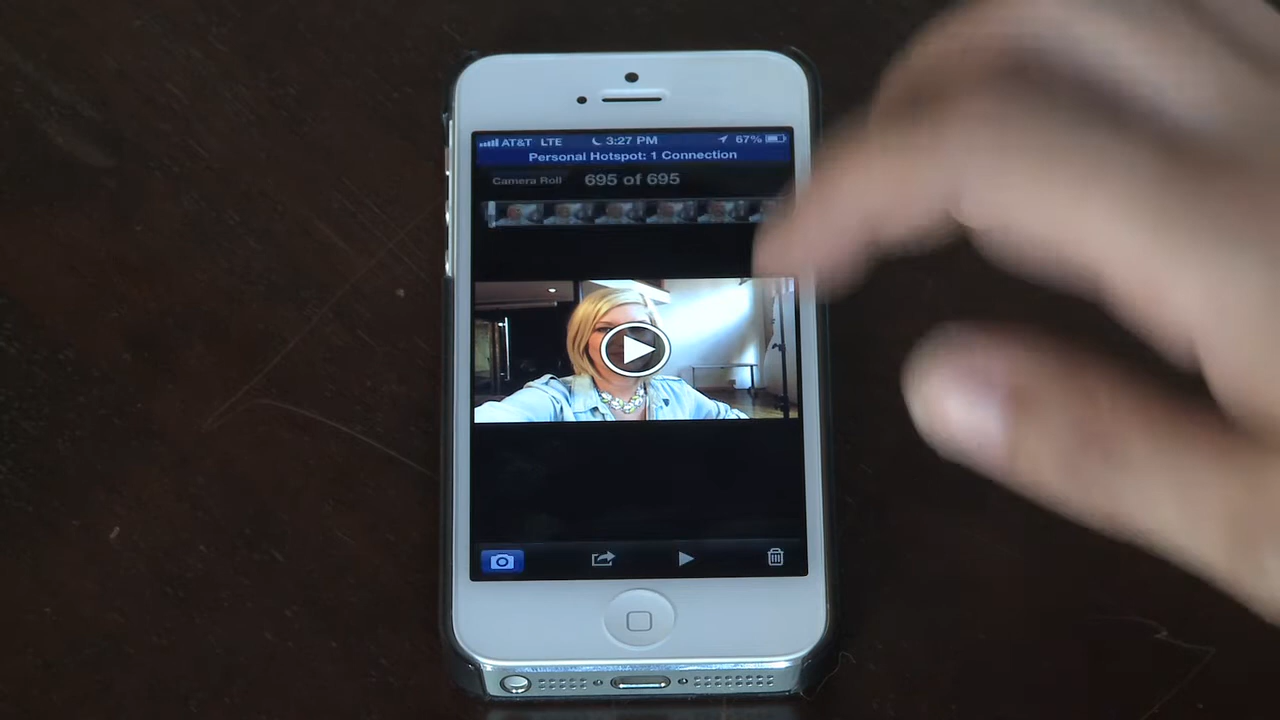 AT&T LTE 3:27 PM 67%
Personal Hotspot: 1 Connection
Camera Roll 695 of 695